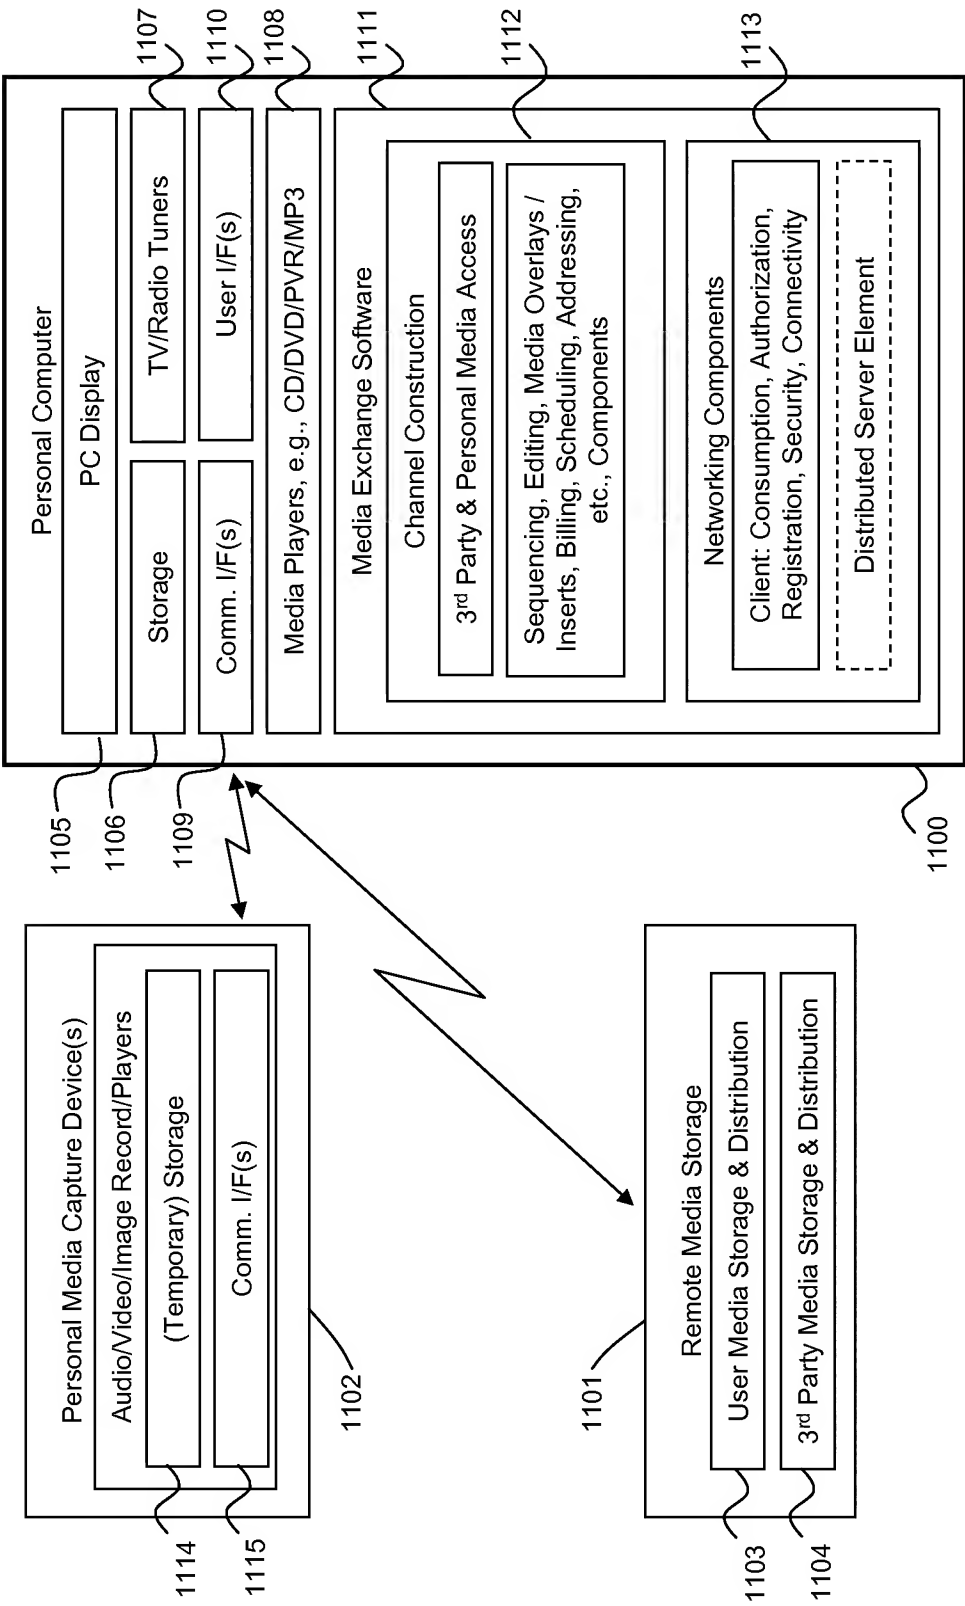 Personal Media Capture Device(s)
Audio/Video/Image Record/Players
(Temporary) Storage
Comm. I/F(s)
1114
1115
1102
Remote Media Storage
User Media Storage & Distribution
3rd Party Media Storage & Distribution
1101
1103
1104
Personal Computer
PC Display
Storage
TV/Radio Tuners
Comm. I/F(s)
User I/F(s)
Media Players, e.g., CD/DVD/PVR/MP3
Media Exchange Software
Channel Construction
3rd Party & Personal Media Access
Sequencing, Editing, Media Overlays /
Inserts, Billing, Scheduling, Addressing,
etc., Components
Networking Components
Client: Consumption, Authorization,
Registration, Security, Connectivity
Distributed Server Element
1105
1106
1109
1100
1107
1110
1108
1111
1112
1113